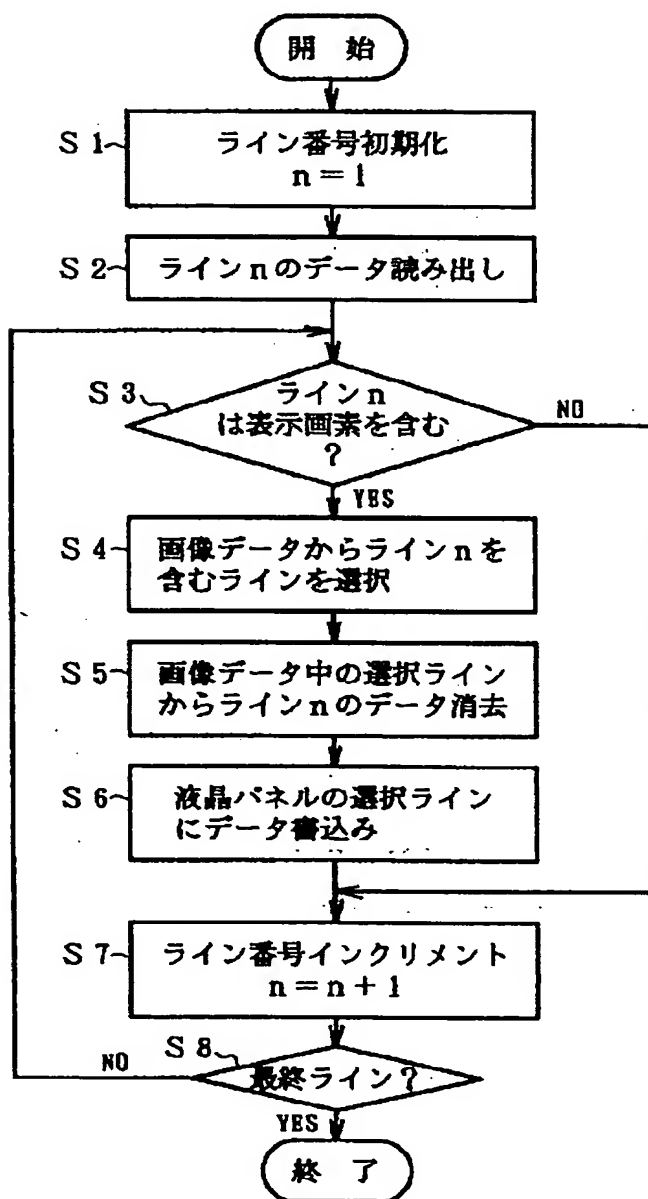 開 始
S1
ライン番号初期化
n=1
S2
ラインnのデータ読み出し
S3
ラインn
は表示画素を含む
?
NO
YES
S4
画像データからラインnを
含むラインを選択
S5
画像データ中の選択ライン
からラインnのデータ消去
S6
液晶パネルの選択ライン
にデータ書込み
S7
ライン番号インクリメント
n=n+1
S8
最終ライン?
NO
YES
終 了